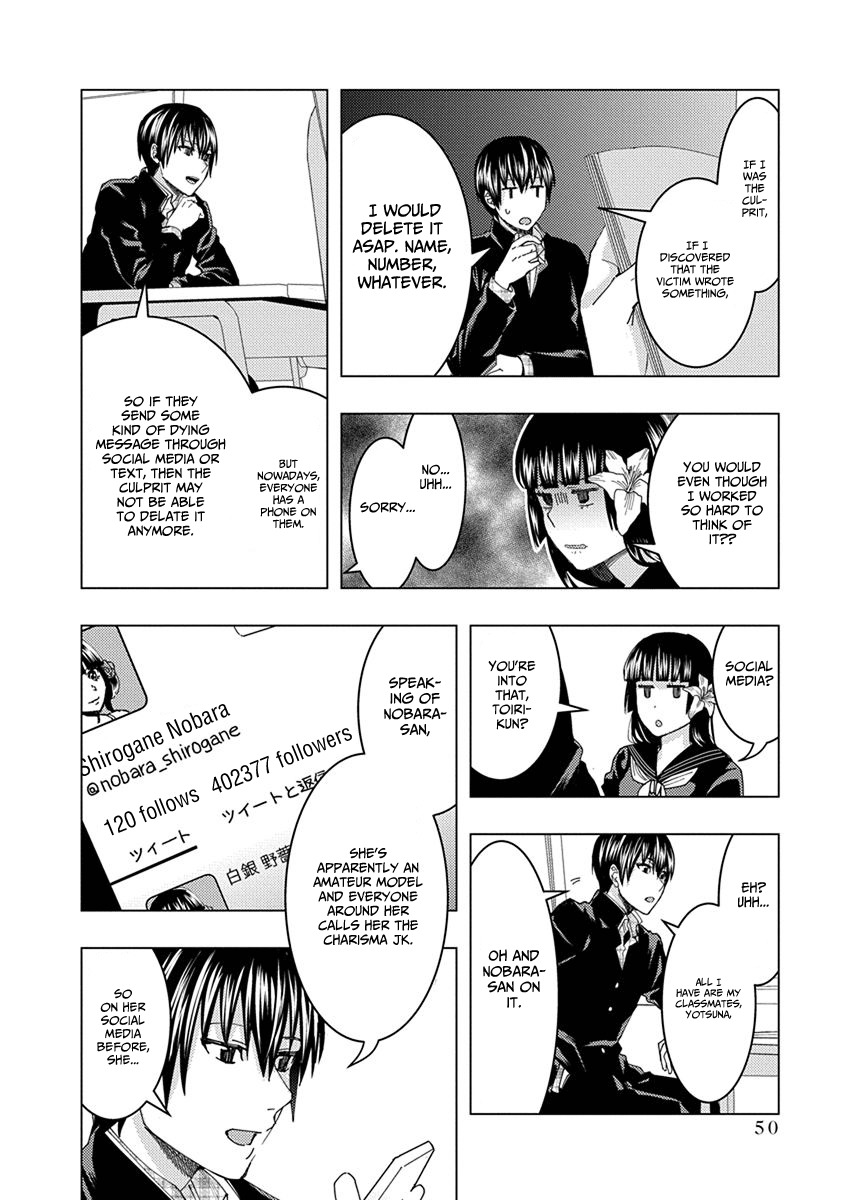 IF I
WAS
THE
CUL-
PRIT,
IF I
DISCOVERED
THAT THE
VICTIM WROTE
SOMETHING,
I WOULD
DELETE IT
ASAP. NAME,
NUMBER,
WHATEVER.
BUT
NOWADAYS,
EVERYONE
HAS A
PHONE ON
THEM.
SO IF THEY
SEND SOME
KIND OF DYING
MESSAGE THROUGH
SOCIAL MEDIA OR
TEXT, THEN THE
CULPRIT MAY
NOT BE ABLE
TO DELATE IT
ANYMORE.
YOU WOULD
EVEN THOUGH
I WORKED
SO HARD TO
THINK OF
IT??
NO...
UHH...
SORRY...
SOCIAL
MEDIA?
YOU'RE
INTO
THAT,
TOIRI-
KUN?
EH?
UHH...
ALL I
HAVE ARE MY
CLASSMATES,
YOTSUNA,
OH AND
NOBARA-
SAN ON
IT.
SPEAK-
ING OF
NOBARA-
SAN,
SHE'S
APPARENTLY AN
AMATEUR MODEL
AND EVERYONE
AROUND HER
CALLS HER THE
CHARISMA JK.
Shirogane Nobara
@nobara_shirogane
120 follows 402377 followers
ツイート ツイートと返信
白銀 野薔
SO
ON HER
SOCIAL
MEDIA
BEFORE,
SHE...
50